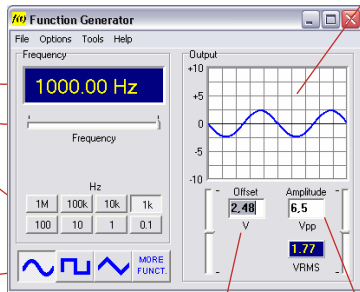 f(t) Function Generator
File Options Tools Help
Frequency
1000.00 Hz
Frequency
Hz
1M 100k 10k 1k
100 10 1 0.1
MORE
FUNCT.
Output
+10
+5
0
-5
-10
Offset Amplitude
2,48 6,5
V Vpp
1.77
VRMS